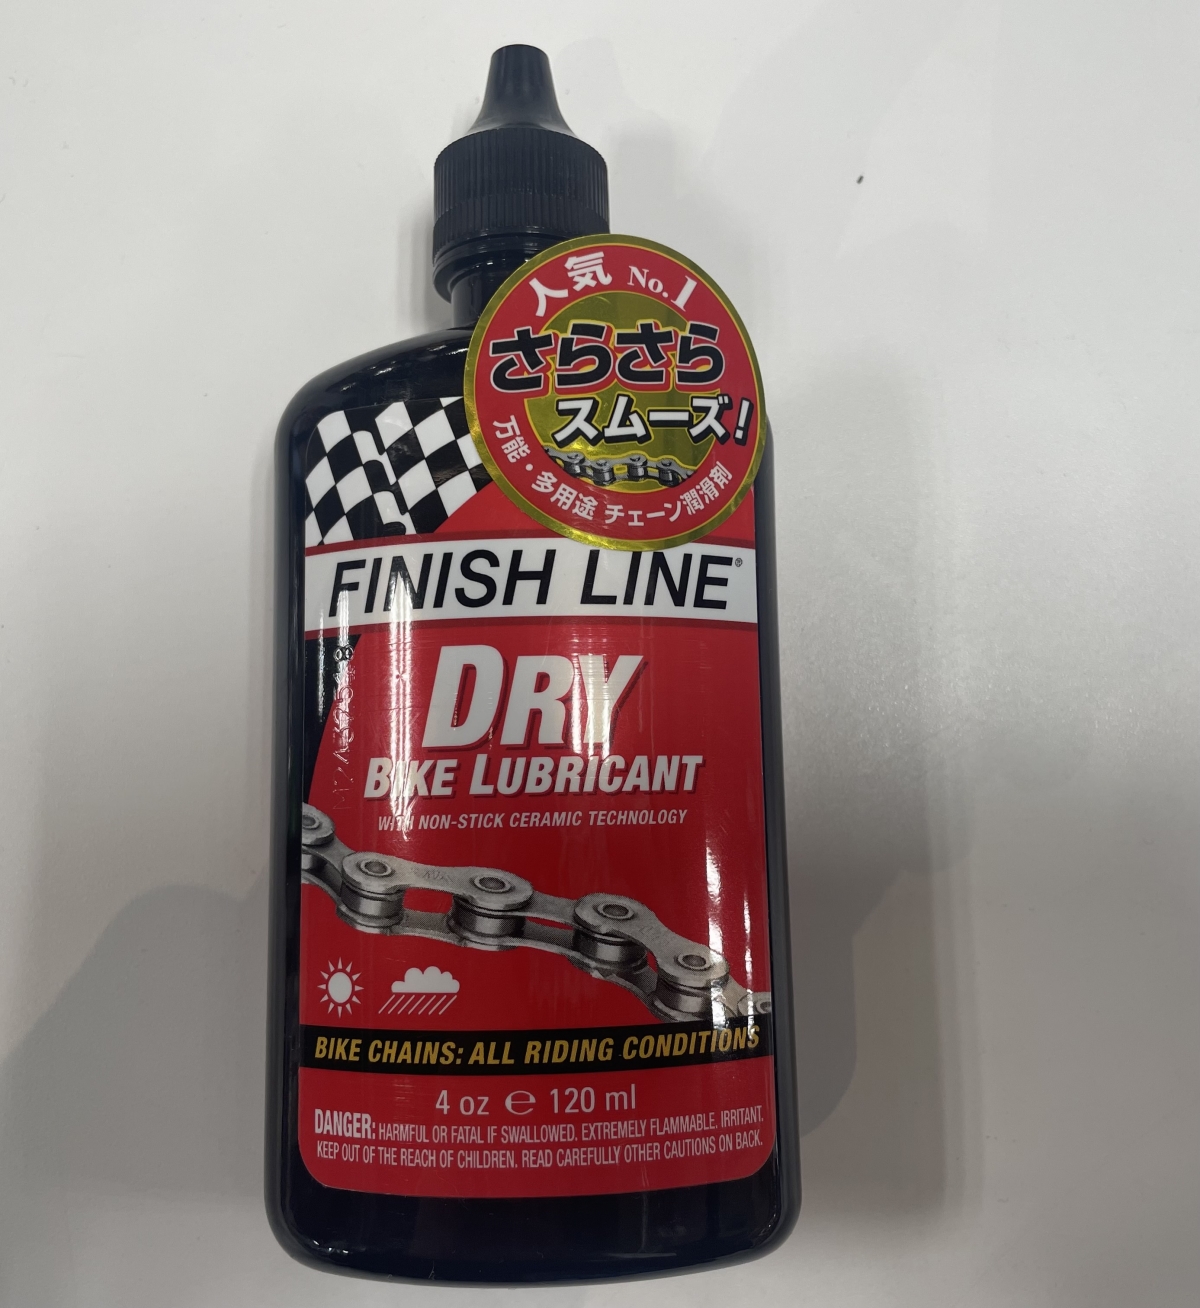 人気 No.1
さらさら
スムーズ!
万能・多用途 チェーン潤滑剤
FINISH LINE®
DRY
BIKE LUBRICANT
WITH NON-STICK CERAMIC TECHNOLOGY
BIKE CHAINS: ALL RIDING CONDITIONS
4 oz ℮ 120 ml
DANGER: HARMFUL OR FATAL IF SWALLOWED. EXTREMELY FLAMMABLE. IRRITANT.
KEEP OUT OF THE REACH OF CHILDREN. READ CAREFULLY OTHER CAUTIONS ON BACK.